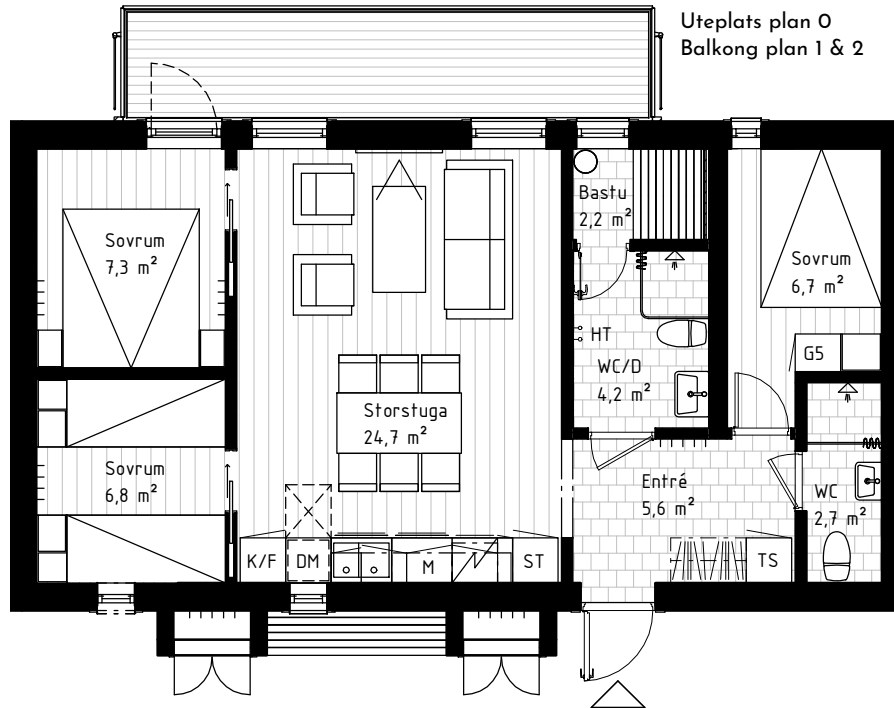 Uteplats plan 0
Balkong plan 1 & 2
Sovrum
7,3 m²
Bastu
2,2 m²
Sovrum
6,7 m²
HT
WC/D
4,2 m²
G5
Storstuga
24,7 m²
Sovrum
6,8 m²
Entré
5,6 m²
WC
2,7 m²
K/F
DM
M
ST
TS